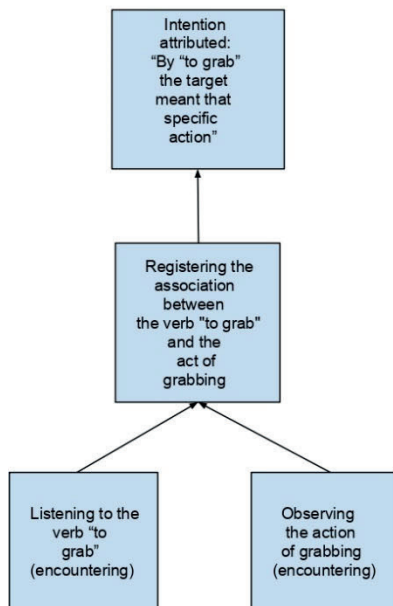 Intention
attributed:
“By “to grab”
the target
meant that
specific
action”
Registering the
association
between
the verb "to grab"
and the
act of
grabbing
Listening to the
verb “to
grab”
(encountering)
Observing
the action
of grabbing
(encountering)